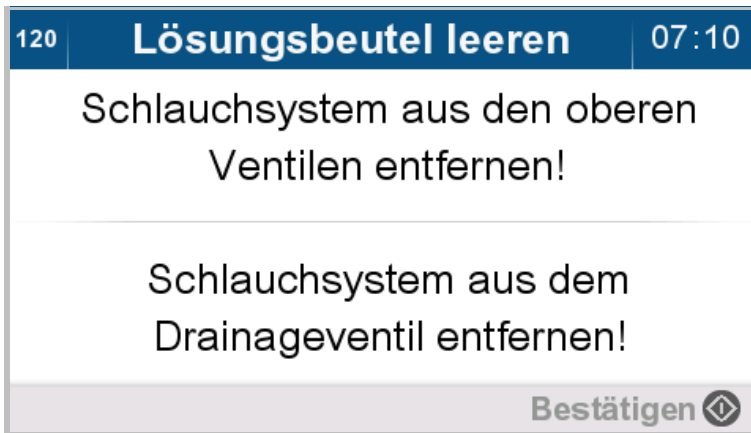 120 Lösungsbeutel leeren 07:10
Schlauchsystem aus den oberen
Ventilen entfernen!
Schlauchsystem aus dem
Drainageventil entfernen!
Bestätigen